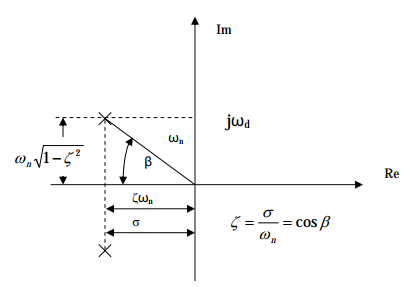 Im
jω_d
ω_n
ω_n √(1-ζ²)
β
Re
ζω_n
σ
ζ = σ/ω_n = cos β